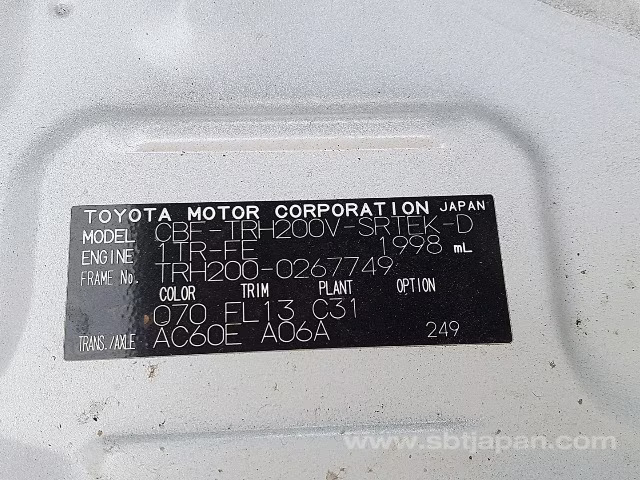 TOYOTA MOTOR CORPORATION JAPAN
MODEL CBF-TRH200V-SRTEK-D
ENGINE 1TR-FE 1998 mL
FRAME No. TRH200-0267749
COLOR TRIM PLANT OPTION
070 FL13 C31
TRANS./AXLE AC60E A06A 249
www.sbtjapan.com